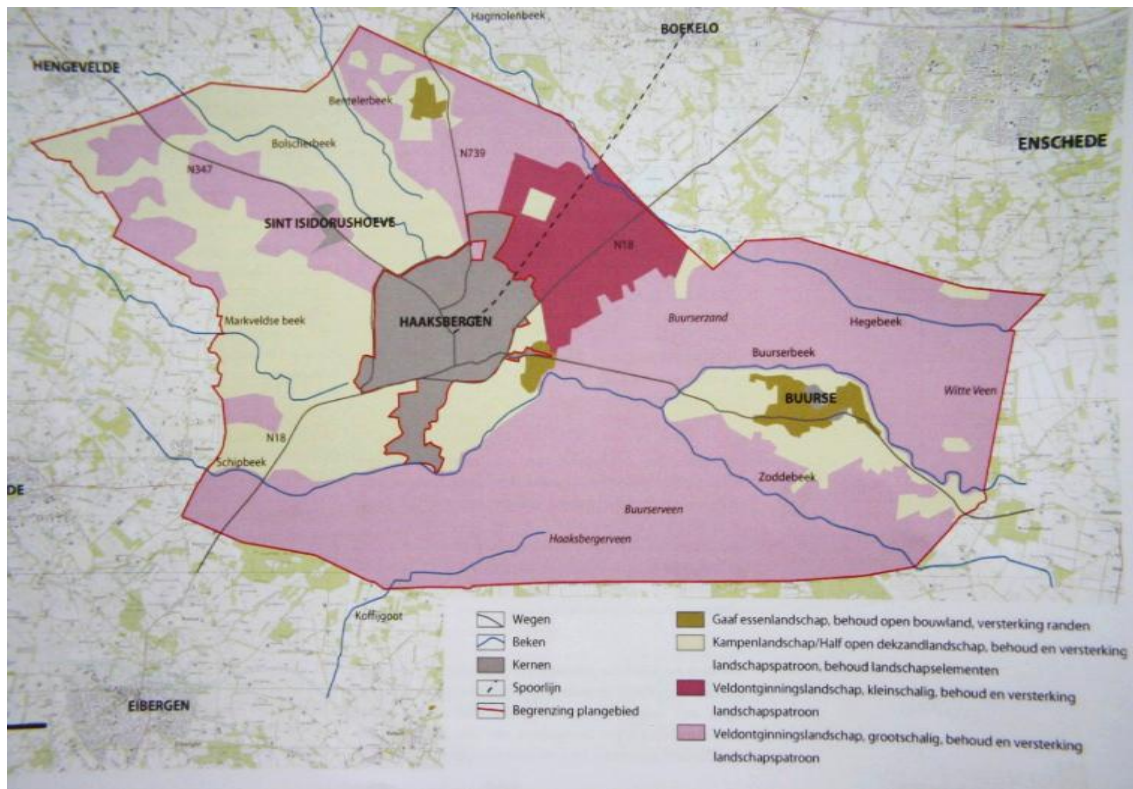 Hagmolenbeek
BOEKELO
HENGEVELDE
Bentelerbeek
ENSCHEDE
Bolscherbeek
N739
N347
SINT ISIDORUSHOEVE
N18
Markveldse beek
HAAKSBERGEN
Buurserzand
Hegebeek
Buurserbeek
Witte Veen
BUURSE
N18
Schipbeek
Zoddebeek
DE
Buurserveen
Haaksbergerveen
Koffijgoot
EIBERGEN
Wegen
Beken
Kernen
Spoorlijn
Begrenzing plangebied
Gaaf essenlandschap, behoud open bouwland, versterking randen
Kampenlandschap/Half open dekzandlandschap, behoud en versterking
landschapspatroon, behoud landschapselementen
Veldontginningslandschap, kleinschalig, behoud en versterking
landschapspatroon
Veldontginningslandschap, grootschalig, behoud en versterking
landschapspatroon